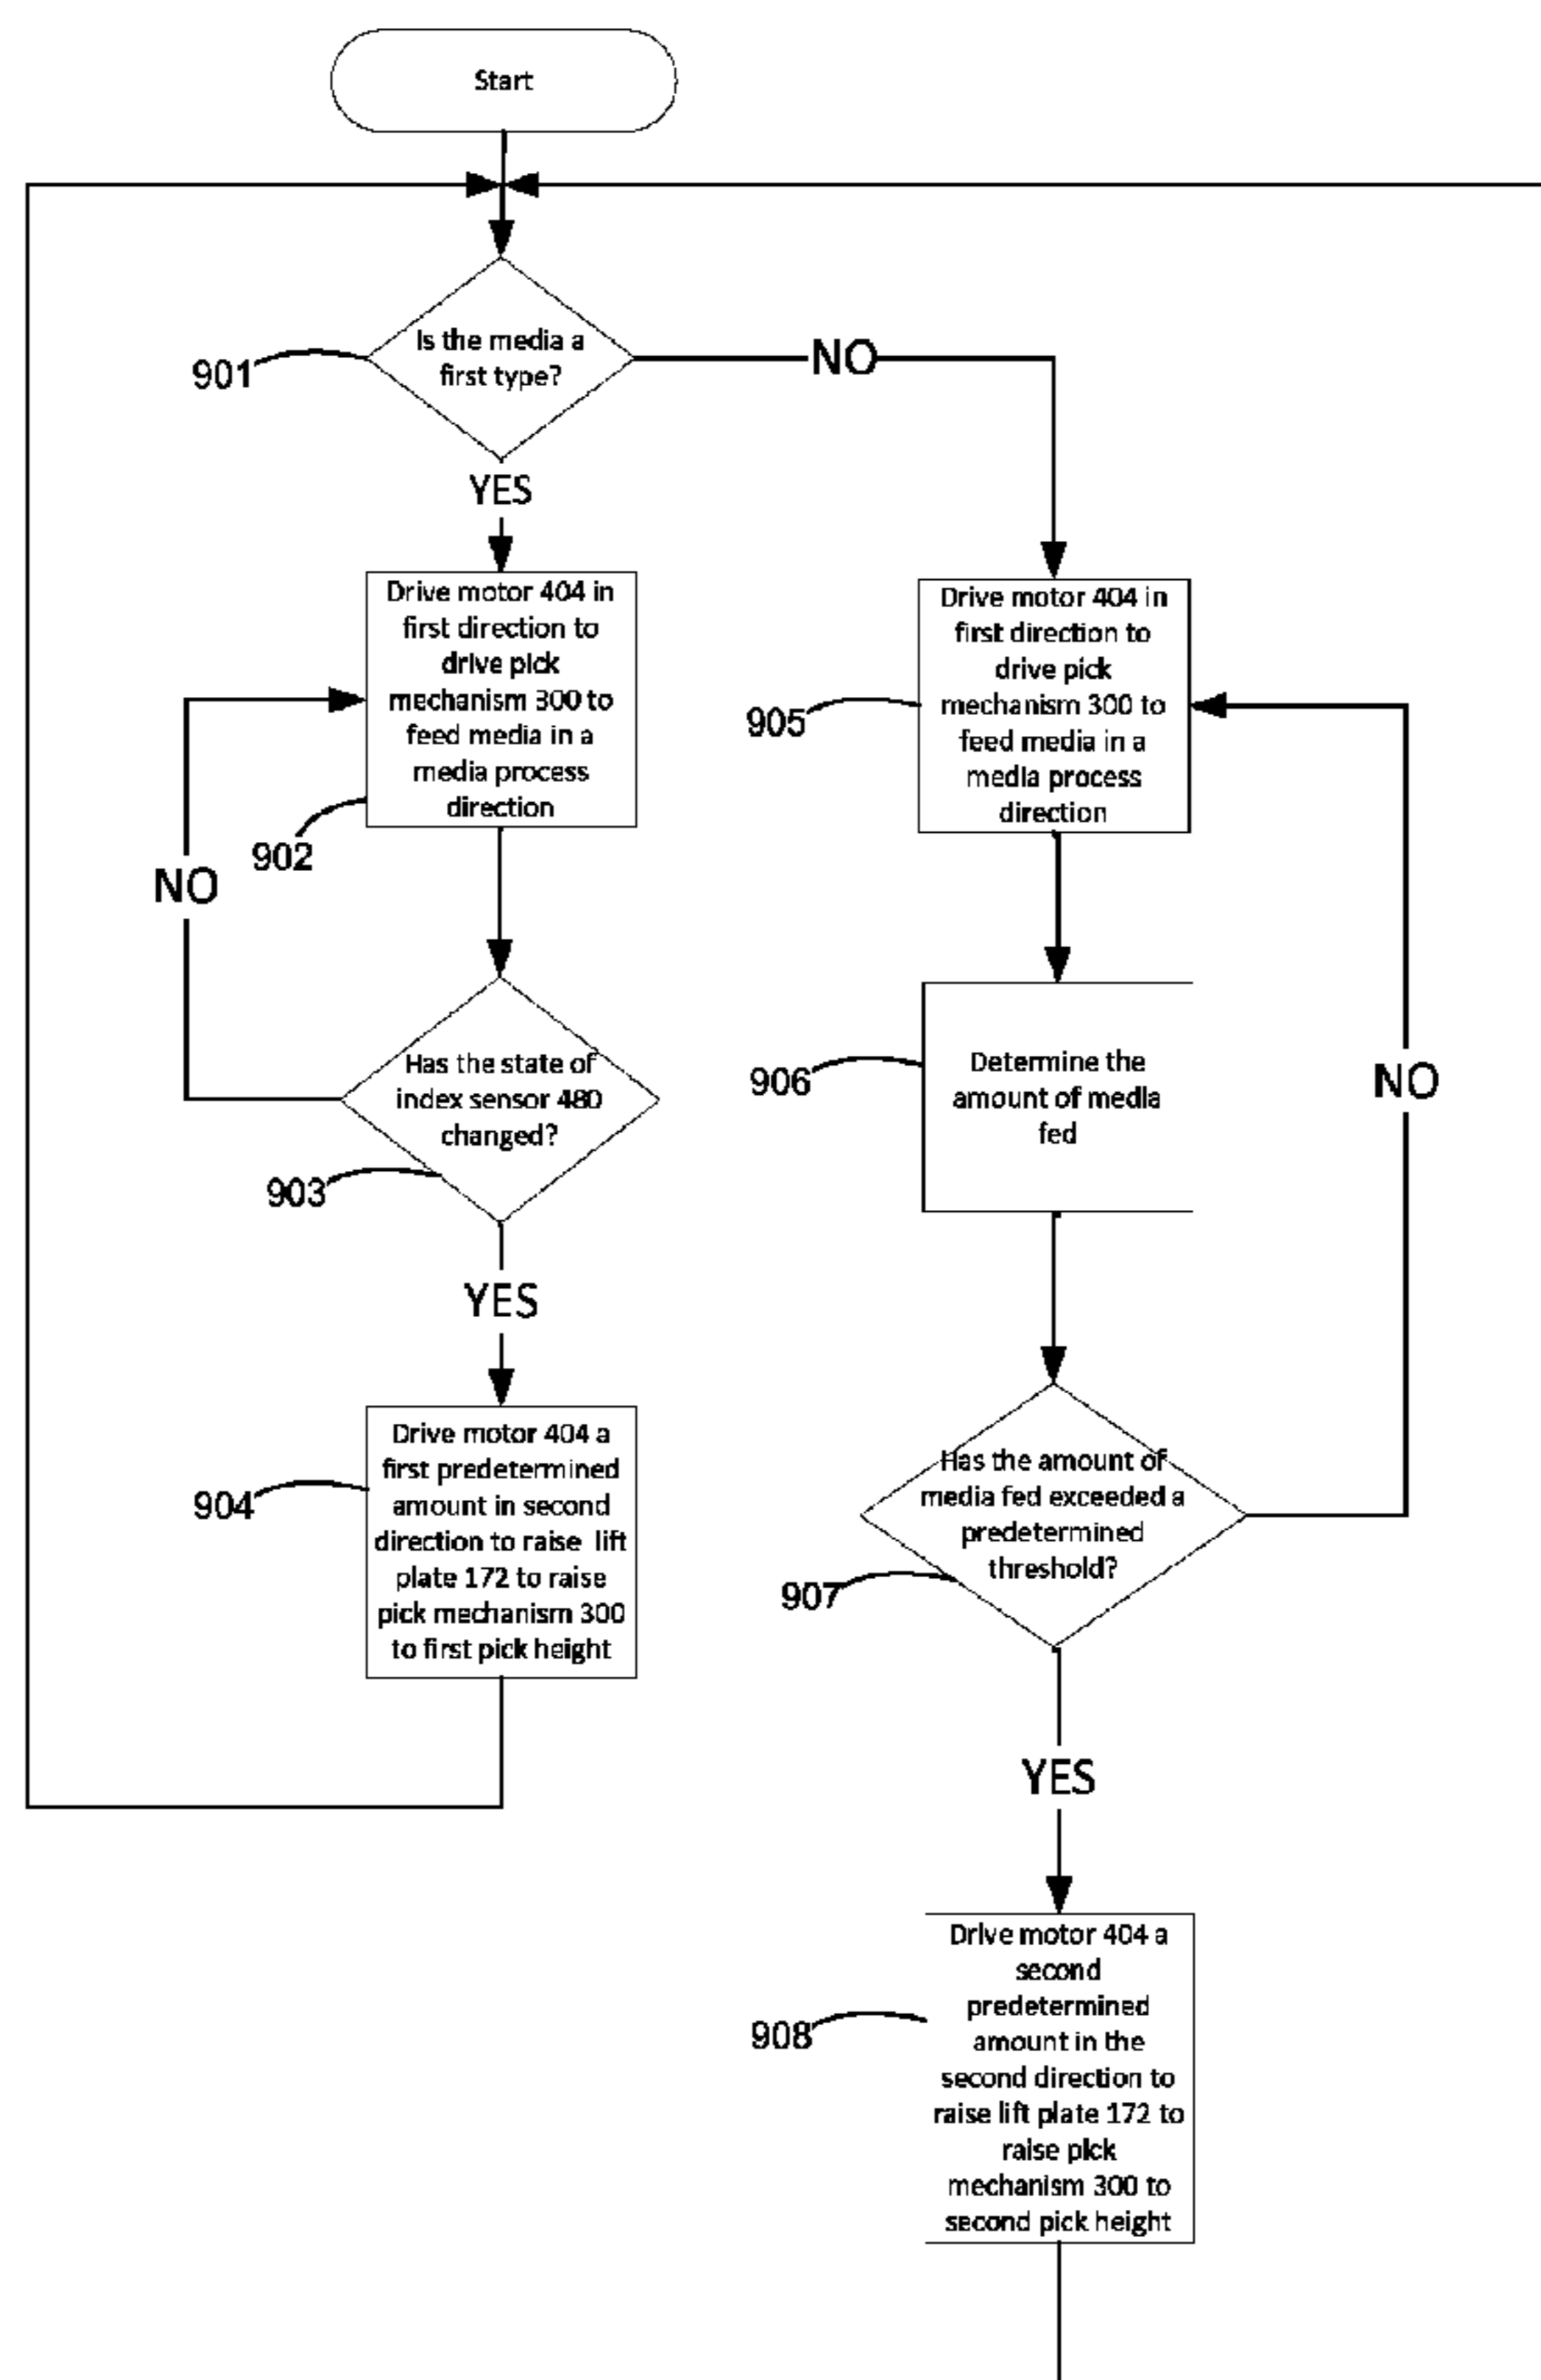 Start
Is the media a
first type?
901
NO
YES
Drive motor 404 in
first direction to
drive pick
mechanism 300 to
feed media in a
media process
direction
902
NO
Has the state of
index sensor 480
changed?
903
YES
Drive motor 404 a
first predetermined
amount in second
direction to raise lift
plate 172 to raise
pick mechanism 300
to first pick height
904
Drive motor 404 in
first direction to
drive pick
mechanism 300 to
feed media in a
media process
direction
905
Determine the
amount of media
fed
906
NO
Has the amount of
media fed exceeded a
predetermined
threshold?
907
YES
Drive motor 404 a
second
predetermined
amount in the
second direction to
raise lift plate 172 to
raise pick
mechanism 300 to
second pick height
908